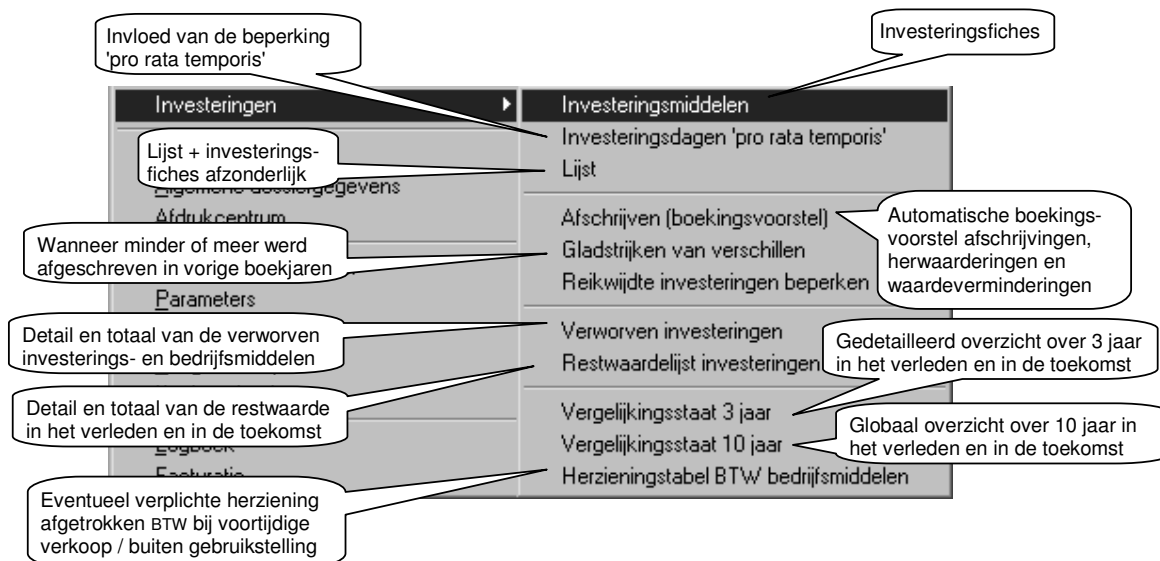 Invloed van de beperking
'pro rata temporis'
Investeringsfiches
Investeringen
Investeringsmiddelen
Investeringsdagen 'pro rata temporis'
Lijst + investerings-
fiches afzonderlijk
Lijst
Algemene dossiergegevens
Afdrukcentrum
Afschrijven (boekingsvoorstel)
Automatische boekings-
voorstel afschrijvingen,
herwaarderingen en
waardeverminderingen
Wanneer minder of meer werd
afgeschreven in vorige boekjaren
Gladstrijken van verschillen
Reikwijdte investeringen beperken
Parameters
Detail en totaal van de verworven
investerings- en bedrijfsmiddelen
Verworven investeringen
Restwaardelijst investeringen
Gedetailleerd overzicht over 3 jaar
in het verleden en in de toekomst
Detail en totaal van de restwaarde
in het verleden en in de toekomst
Vergelijkingsstaat 3 jaar
Vergelijkingsstaat 10 jaar
Globaal overzicht over 10 jaar in
het verleden en in de toekomst
Logboek
Facturatie
Herzieningstabel BTW bedrijfsmiddelen
Eventueel verplichte herziening
afgetrokken BTW bij voortijdige
verkoop / buiten gebruikstelling